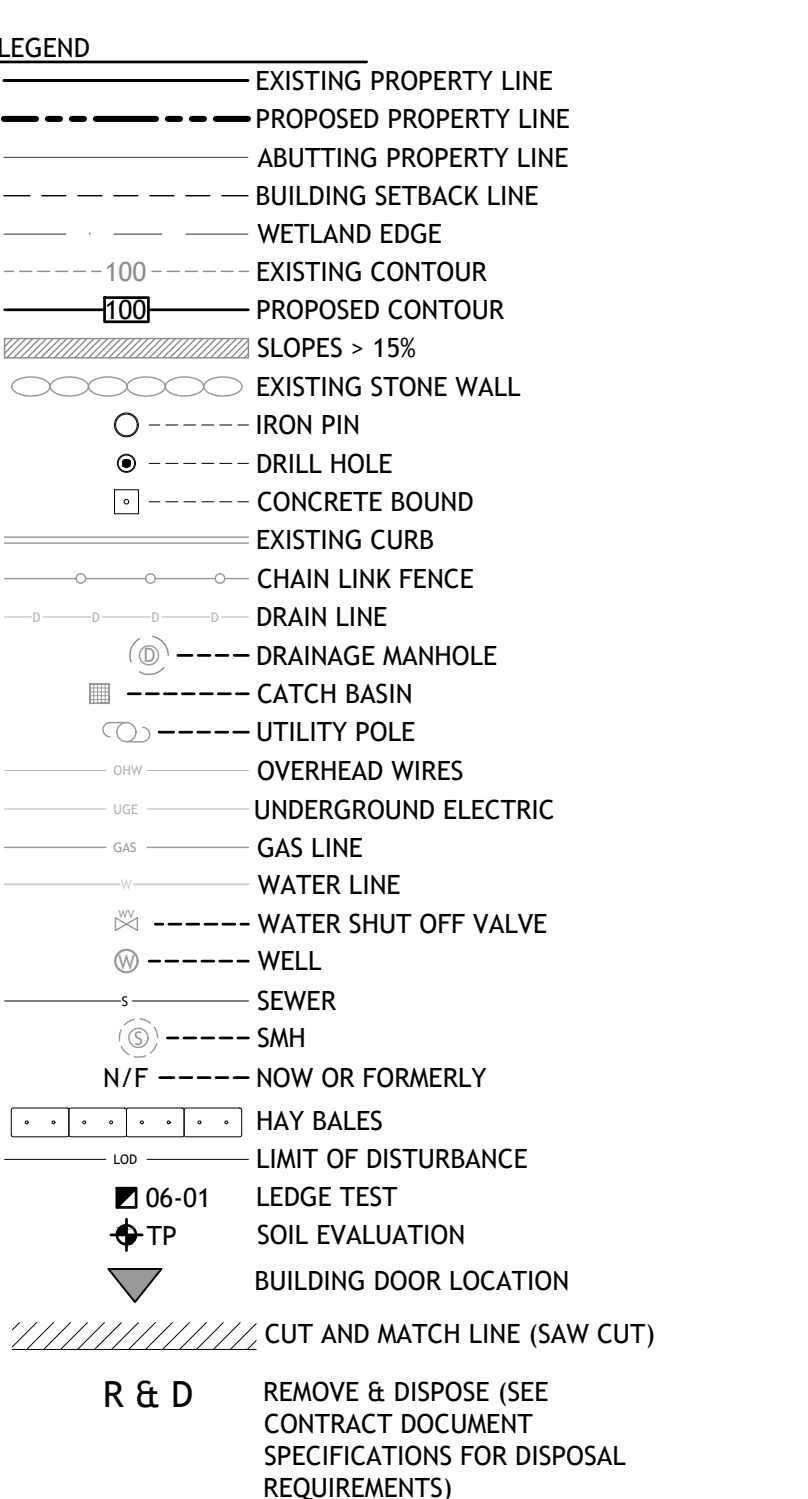 LEGEND
EXISTING PROPERTY LINE
PROPOSED PROPERTY LINE
ABUTTING PROPERTY LINE
BUILDING SETBACK LINE
WETLAND EDGE
100 EXISTING CONTOUR
100 PROPOSED CONTOUR
SLOPES > 15%
EXISTING STONE WALL
IRON PIN
DRILL HOLE
CONCRETE BOUND
EXISTING CURB
CHAIN LINK FENCE
D D D D DRAIN LINE
D DRAINAGE MANHOLE
CATCH BASIN
UTILITY POLE
OHW OVERHEAD WIRES
UGE UNDERGROUND ELECTRIC
GAS GAS LINE
W WATER LINE
WV WATER SHUT OFF VALVE
W WELL
S SEWER
S SMH
N/F NOW OR FORMERLY
HAY BALES
LOD LIMIT OF DISTURBANCE
06-01 LEDGE TEST
TP SOIL EVALUATION
BUILDING DOOR LOCATION
CUT AND MATCH LINE (SAW CUT)
R & D REMOVE & DISPOSE (SEE
CONTRACT DOCUMENT
SPECIFICATIONS FOR DISPOSAL
REQUIREMENTS)